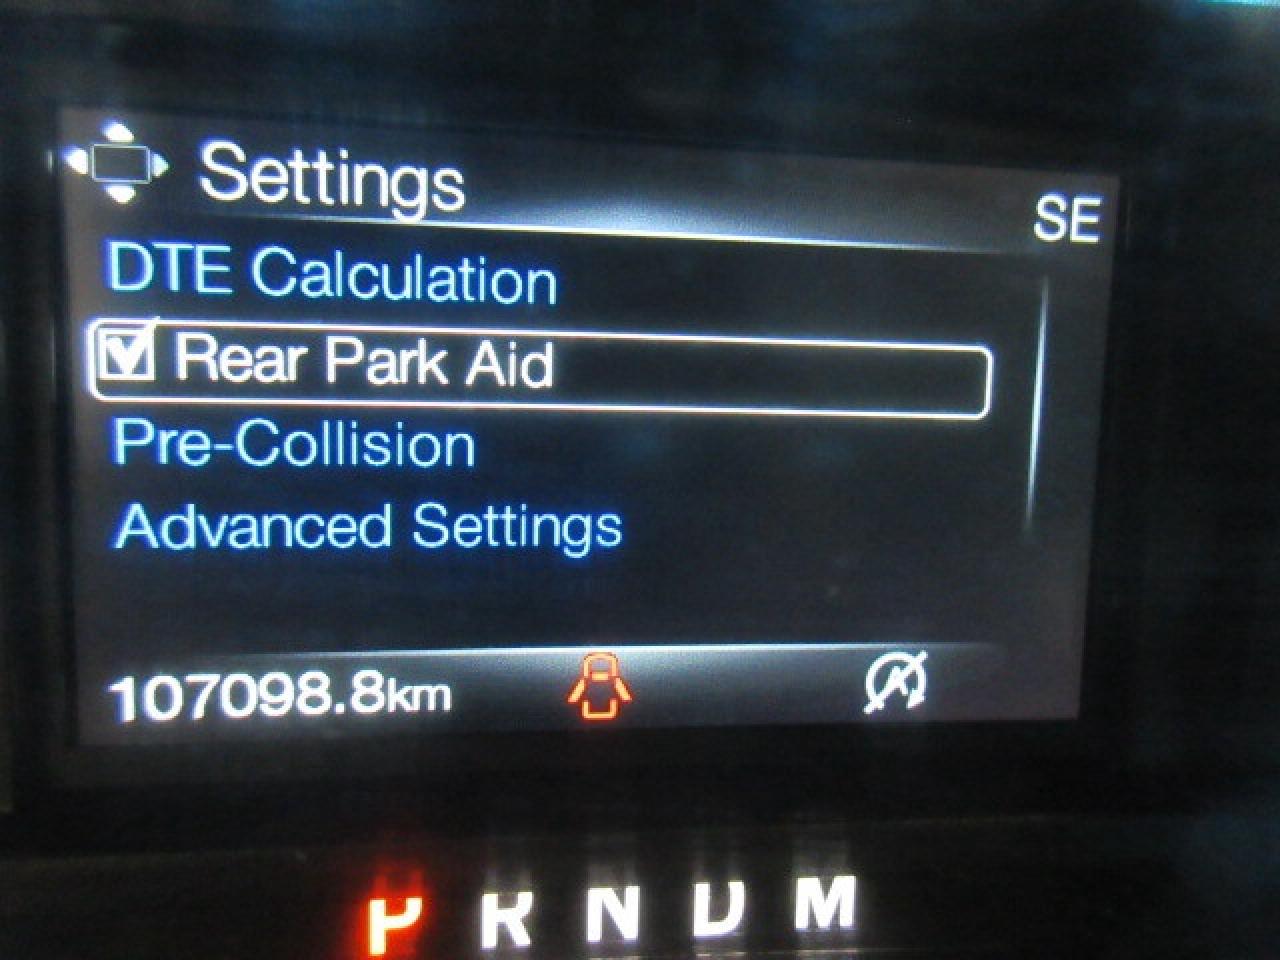 Settings
SE
DTE Calculation
Rear Park Aid
Pre-Collision
Advanced Settings
107098.8km
P R N D M